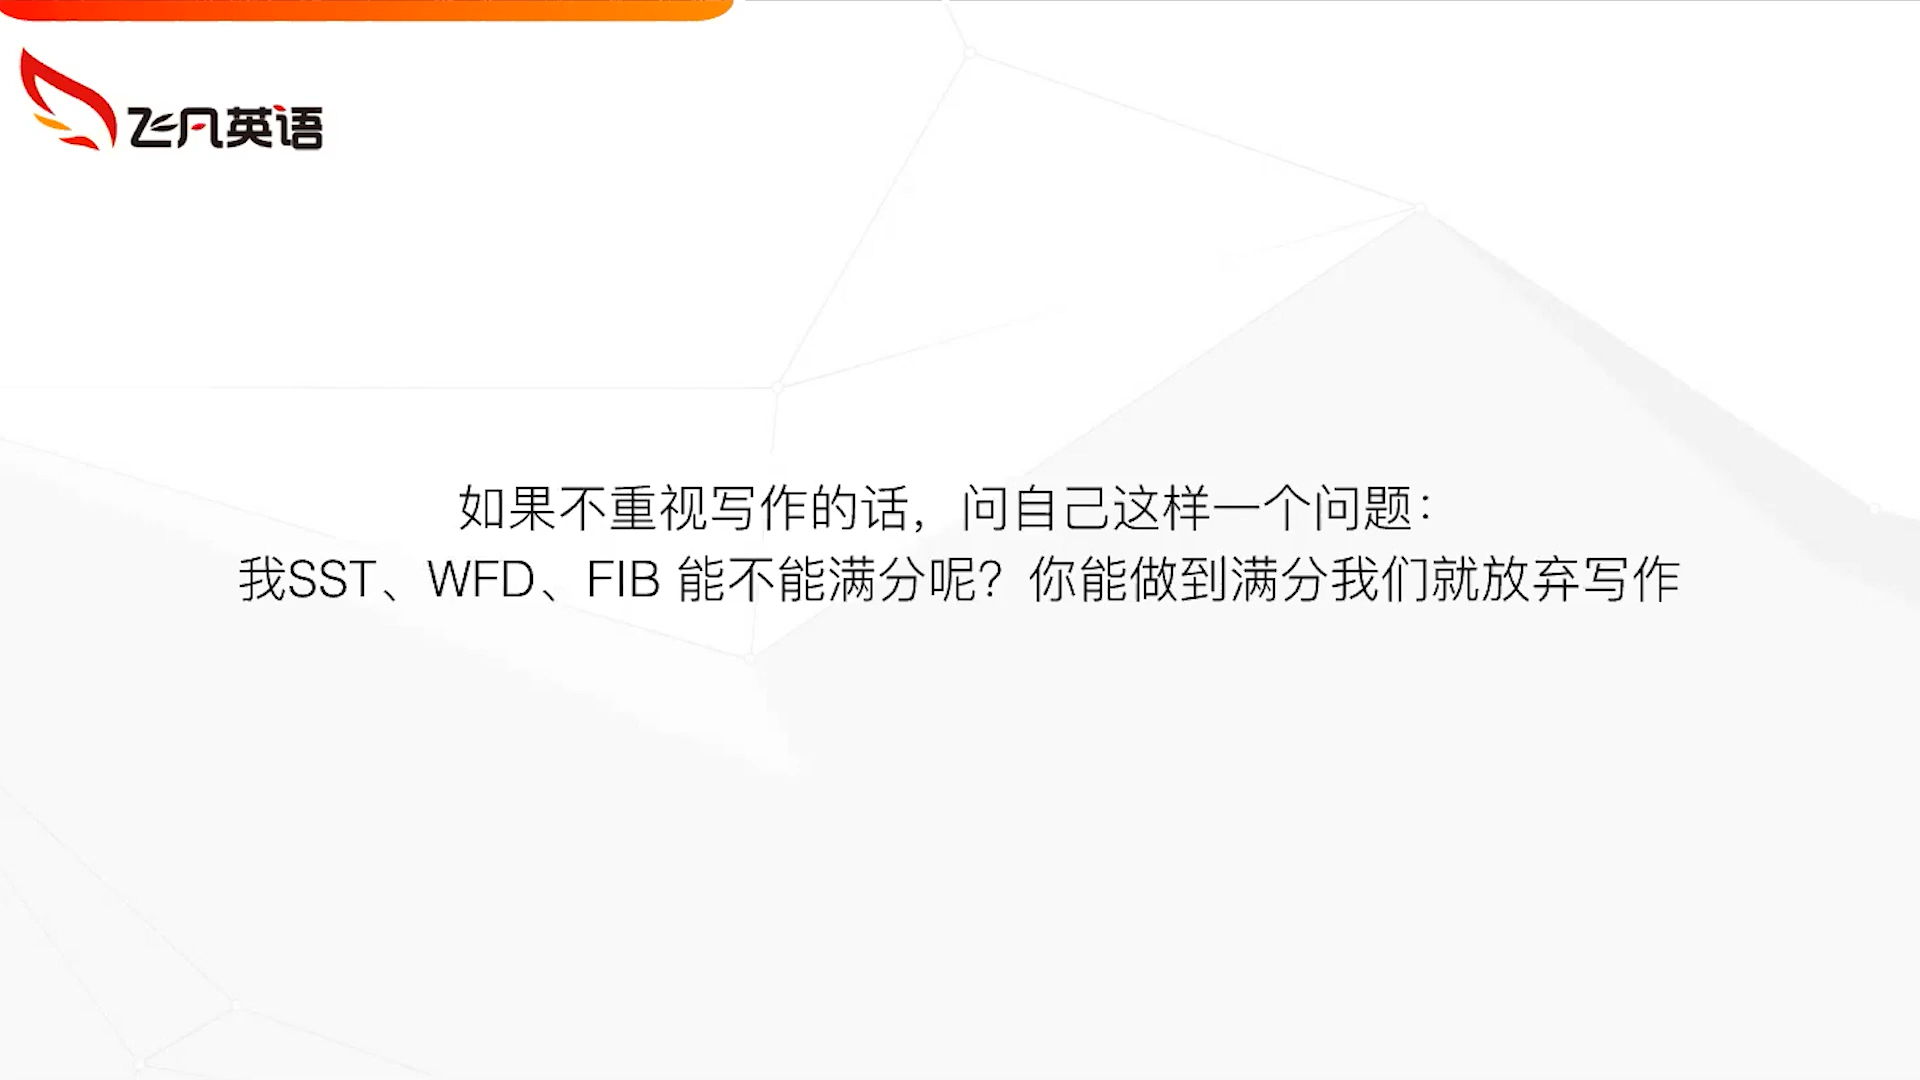 飞凡英语
如果不重视写作的话，问自己这样一个问题：
我SST、WFD、FIB 能不能满分呢？你能做到满分我们就放弃写作